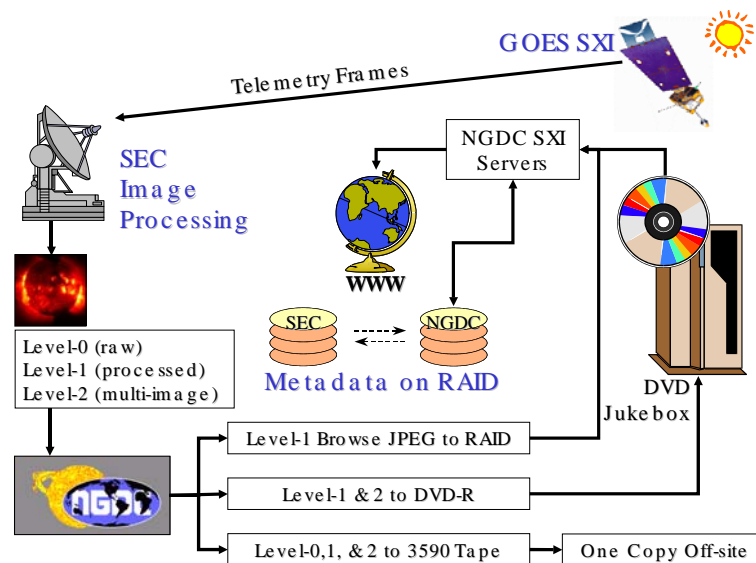 GOES SXI
Telemetry Frames
SEC
Image
Processing
NGDC SXI
Servers
WWW
SEC
NGDC
Metadata on RAID
Level-0 (raw)
Level-1 (processed)
Level-2 (multi-image)
DVD
Jukebox
Level-1 Browse JPEG to RAID
NGDC
Level-1 & 2 to DVD-R
Level-0,1, & 2 to 3590 Tape
One Copy Off-site